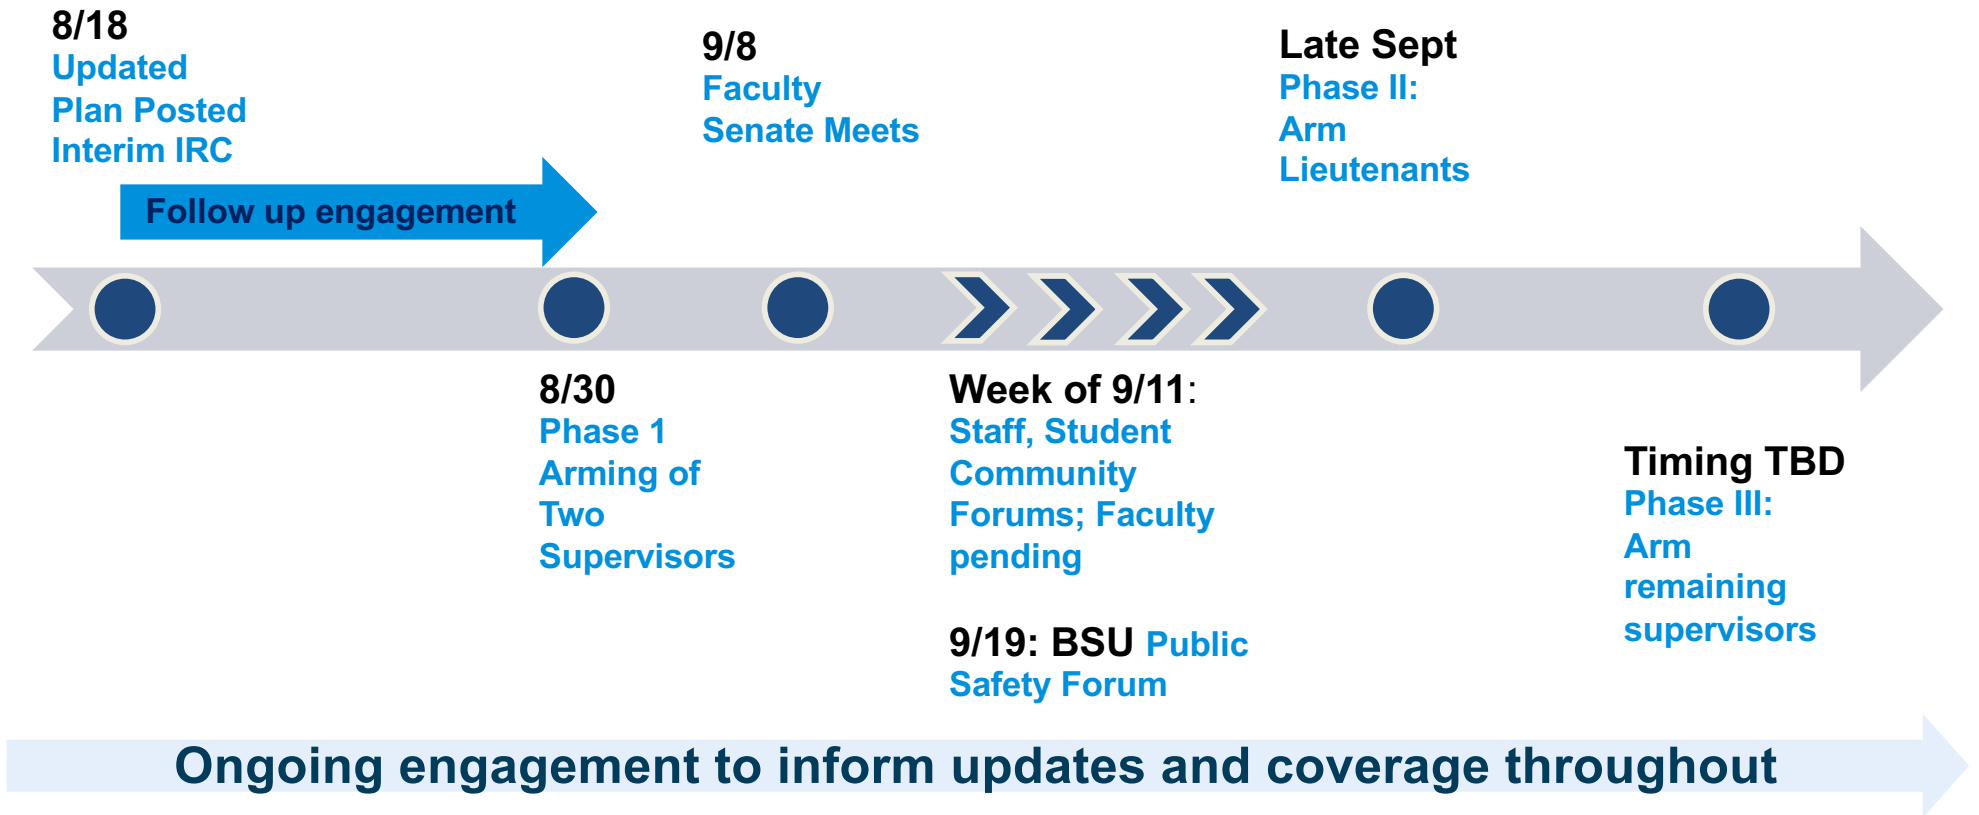 8/18
Updated
Plan Posted
Interim IRC
Follow up engagement
9/8
Faculty
Senate Meets
Late Sept
Phase II:
Arm
Lieutenants
8/30
Phase 1
Arming of
Two
Supervisors
Week of 9/11:
Staff, Student
Community
Forums; Faculty
pending
9/19: BSU Public
Safety Forum
Timing TBD
Phase III:
Arm
remaining
supervisors
Ongoing engagement to inform updates and coverage throughout